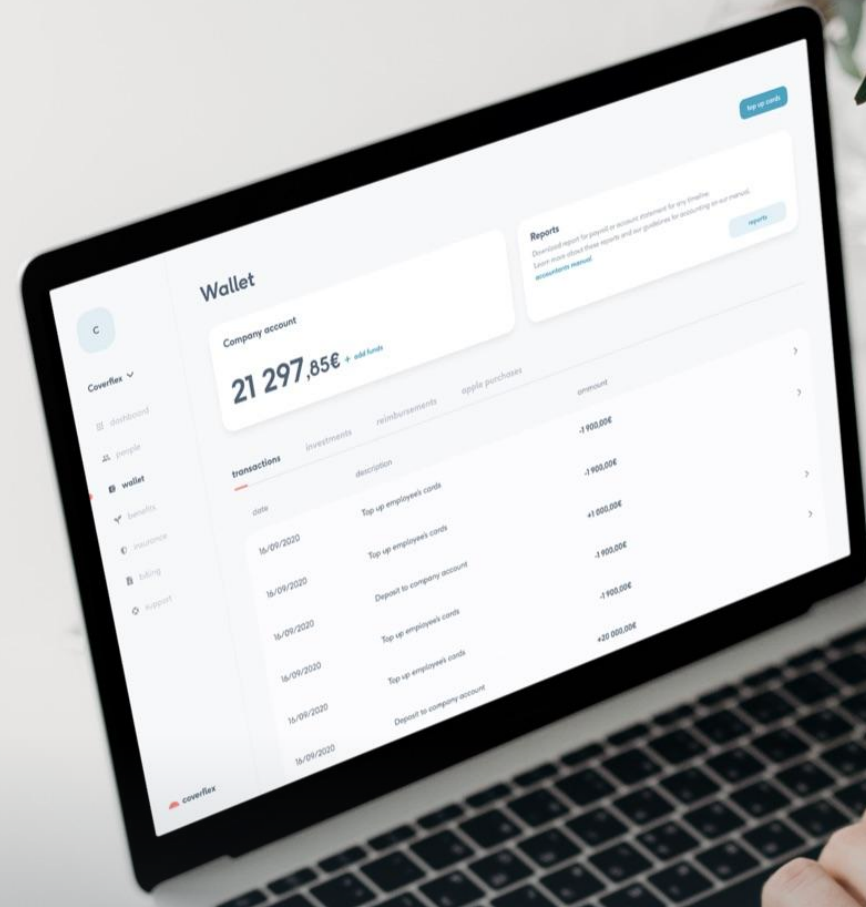 top up cards
Wallet
Company account
21 297,85€ + add funds
Reports
Download report for payroll or account statement for any timeline.
Learn more about these reports and our guidelines for accounting on our manual.
accountants manual.
reports
C
Coverflex
dashboard
people
wallet
benefits
insurance
billing
support
coverflex
transactions investments reimbursements apple purchases
date description ammount
16/09/2020 Top up employee's cards -1 900,00€
16/09/2020 Top up employee's cards -1 900,00€
16/09/2020 Deposit to company account +1 000,00€
16/09/2020 Top up employee's cards -1 900,00€
16/09/2020 Top up employee's cards -1 900,00€
16/09/2020 Deposit to company account +20 000,00€